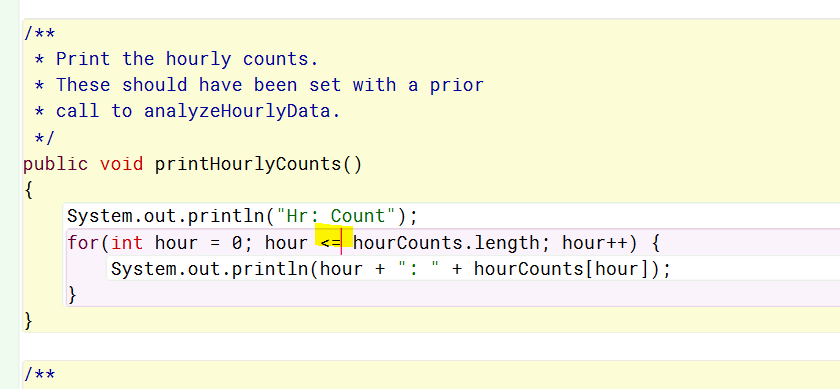 /**
 * Print the hourly counts.
 * These should have been set with a prior
 * call to analyzeHourlyData.
 */
public void printHourlyCounts()
{
    System.out.println("Hr: Count");
    for(int hour = 0; hour <= hourCounts.length; hour++) {
        System.out.println(hour + ": " + hourCounts[hour]);
    }
}
/**